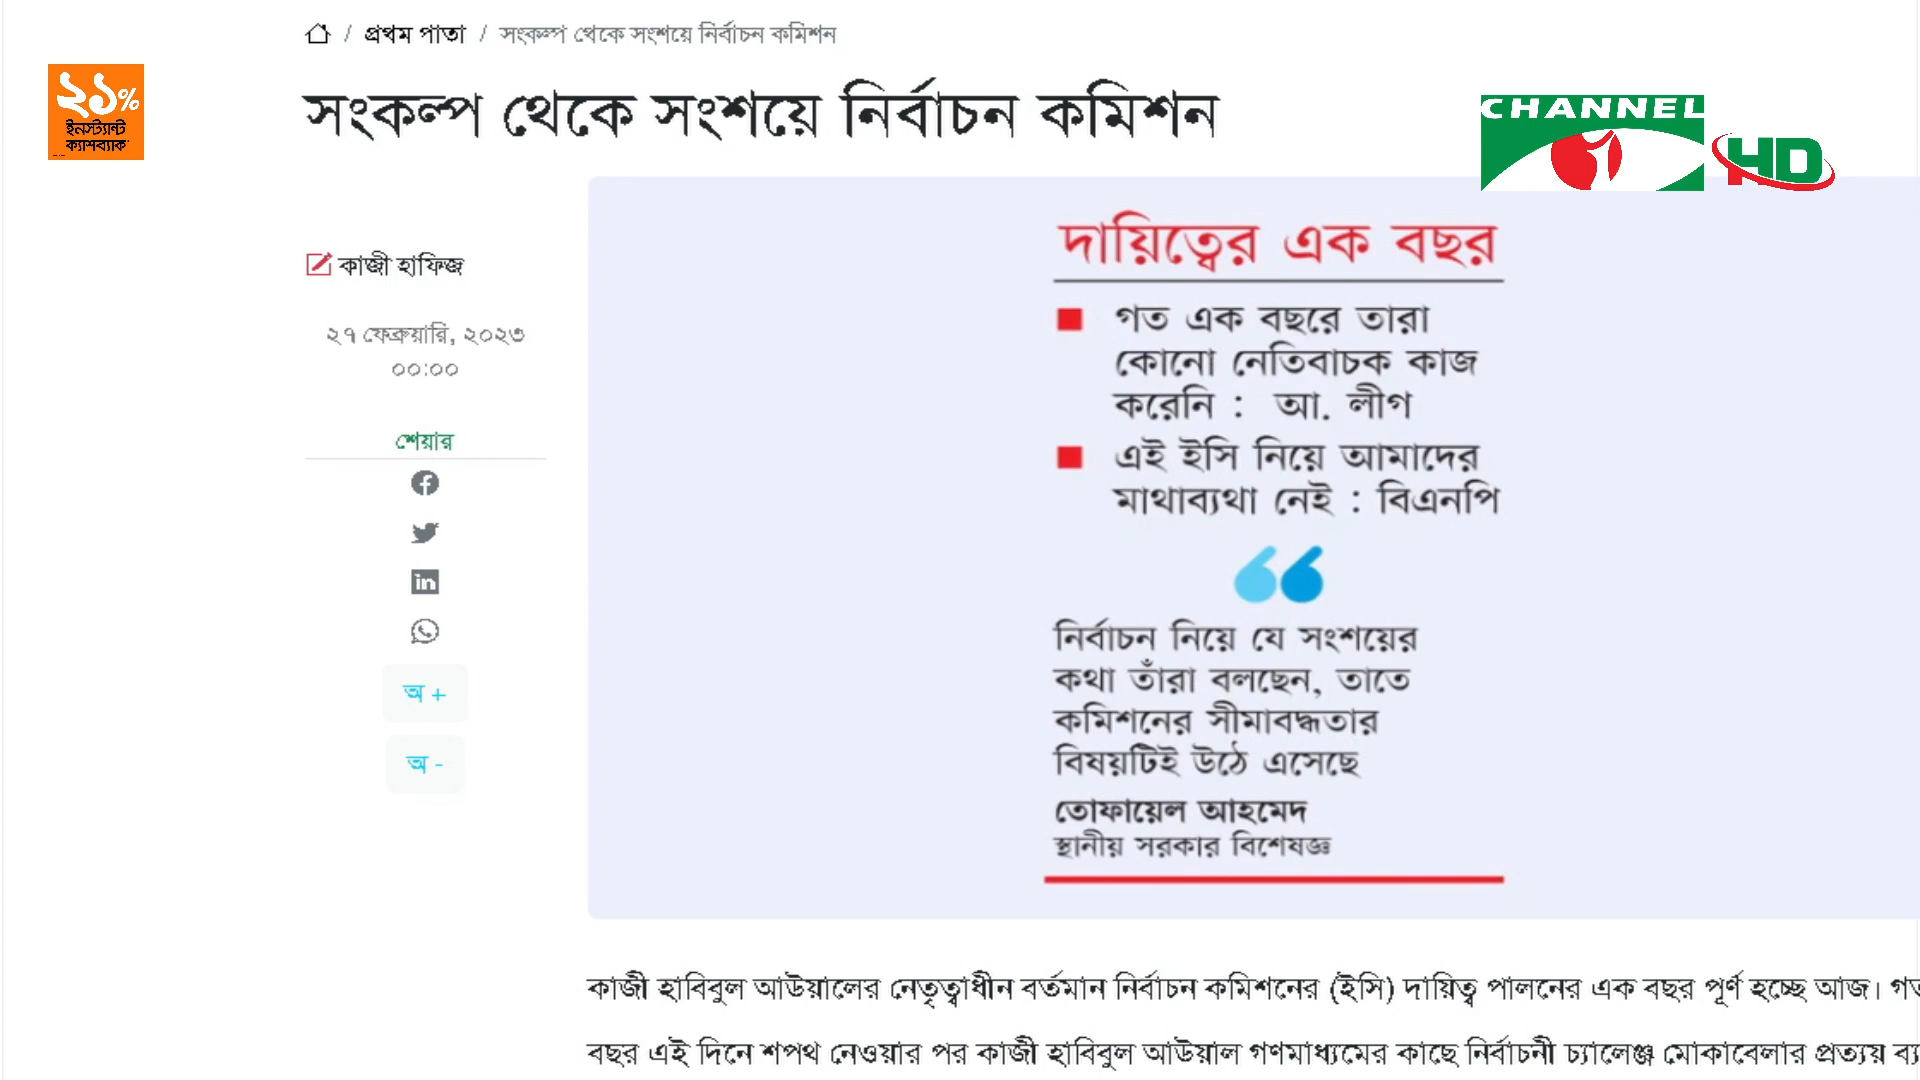 / প্রথম পাতা / সংকল্প থেকে সংশয়ে নির্বাচন কমিশন
২১%
ইনস্ট্যান্ট
ক্যাশব্যাক
সংকল্প থেকে সংশয়ে নির্বাচন কমিশন
CHANNEL
i HD
কাজী হাফিজ
২৭ ফেব্রুয়ারি, ২০২৩
০০:০০
শেয়ার
অ +
অ -
দায়িত্বের এক বছর
গত এক বছরে তারা
কোনো নেতিবাচক কাজ
করেনি : আ. লীগ
এই ইসি নিয়ে আমাদের
মাথাব্যথা নেই : বিএনপি
নির্বাচন নিয়ে যে সংশয়ের
কথা তাঁরা বলছেন, তাতে
কমিশনের সীমাবদ্ধতার
বিষয়টিই উঠে এসেছে
তোফায়েল আহমেদ
স্থানীয় সরকার বিশেষজ্ঞ
কাজী হাবিবুল আউয়ালের নেতৃত্বাধীন বর্তমান নির্বাচন কমিশনের (ইসি) দায়িত্ব পালনের এক বছর পূর্ণ হচ্ছে আজ।
বছর এই দিনে শপথ নেওয়ার পর কাজী হাবিবুল আউয়াল গণমাধ্যমের কাছে নির্বাচনী চ্যালেঞ্জ মোকাবেলার প্রত্যয়